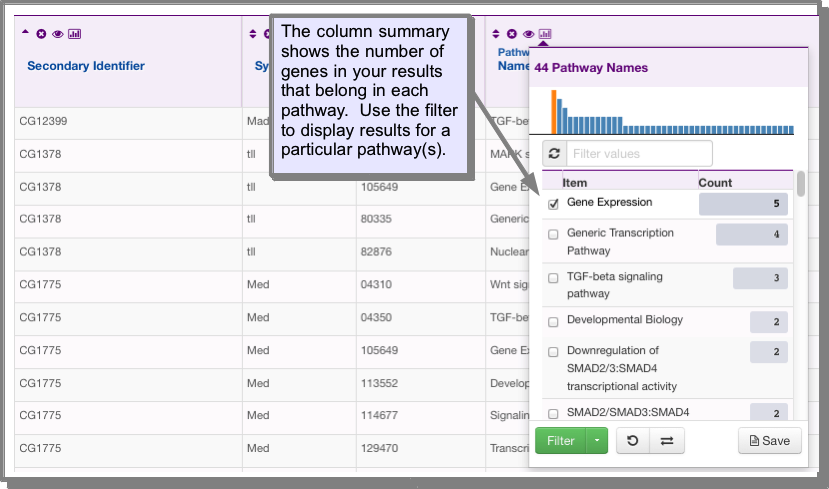 The column summary
shows the number of
genes in your results
that belong in each
pathway. Use the filter
to display results for a
particular pathway(s).
Secondary Identifier
Sy
Pathw
Name
CG12399 Mad TGF-be
CG1378 tll MAPK s
CG1378 tll 105649 Gene E
CG1378 tll 80335 Generic
CG1378 tll 82876 Nuclear
CG1775 Med 04310 Wnt sig
CG1775 Med 04350 TGF-be
CG1775 Med 105649 Gene E
CG1775 Med 113552 Develop
CG1775 Med 114677 Signalin
CG1775 Med 129470 Transcri
44 Pathway Names
Filter values
Item Count
Gene Expression 5
Generic Transcription 4
Pathway
TGF-beta signaling 3
pathway
Developmental Biology 2
Downregulation of 2
SMAD2/3:SMAD4
transcriptional activity
SMAD2/SMAD3:SMAD4 2
Filter Save